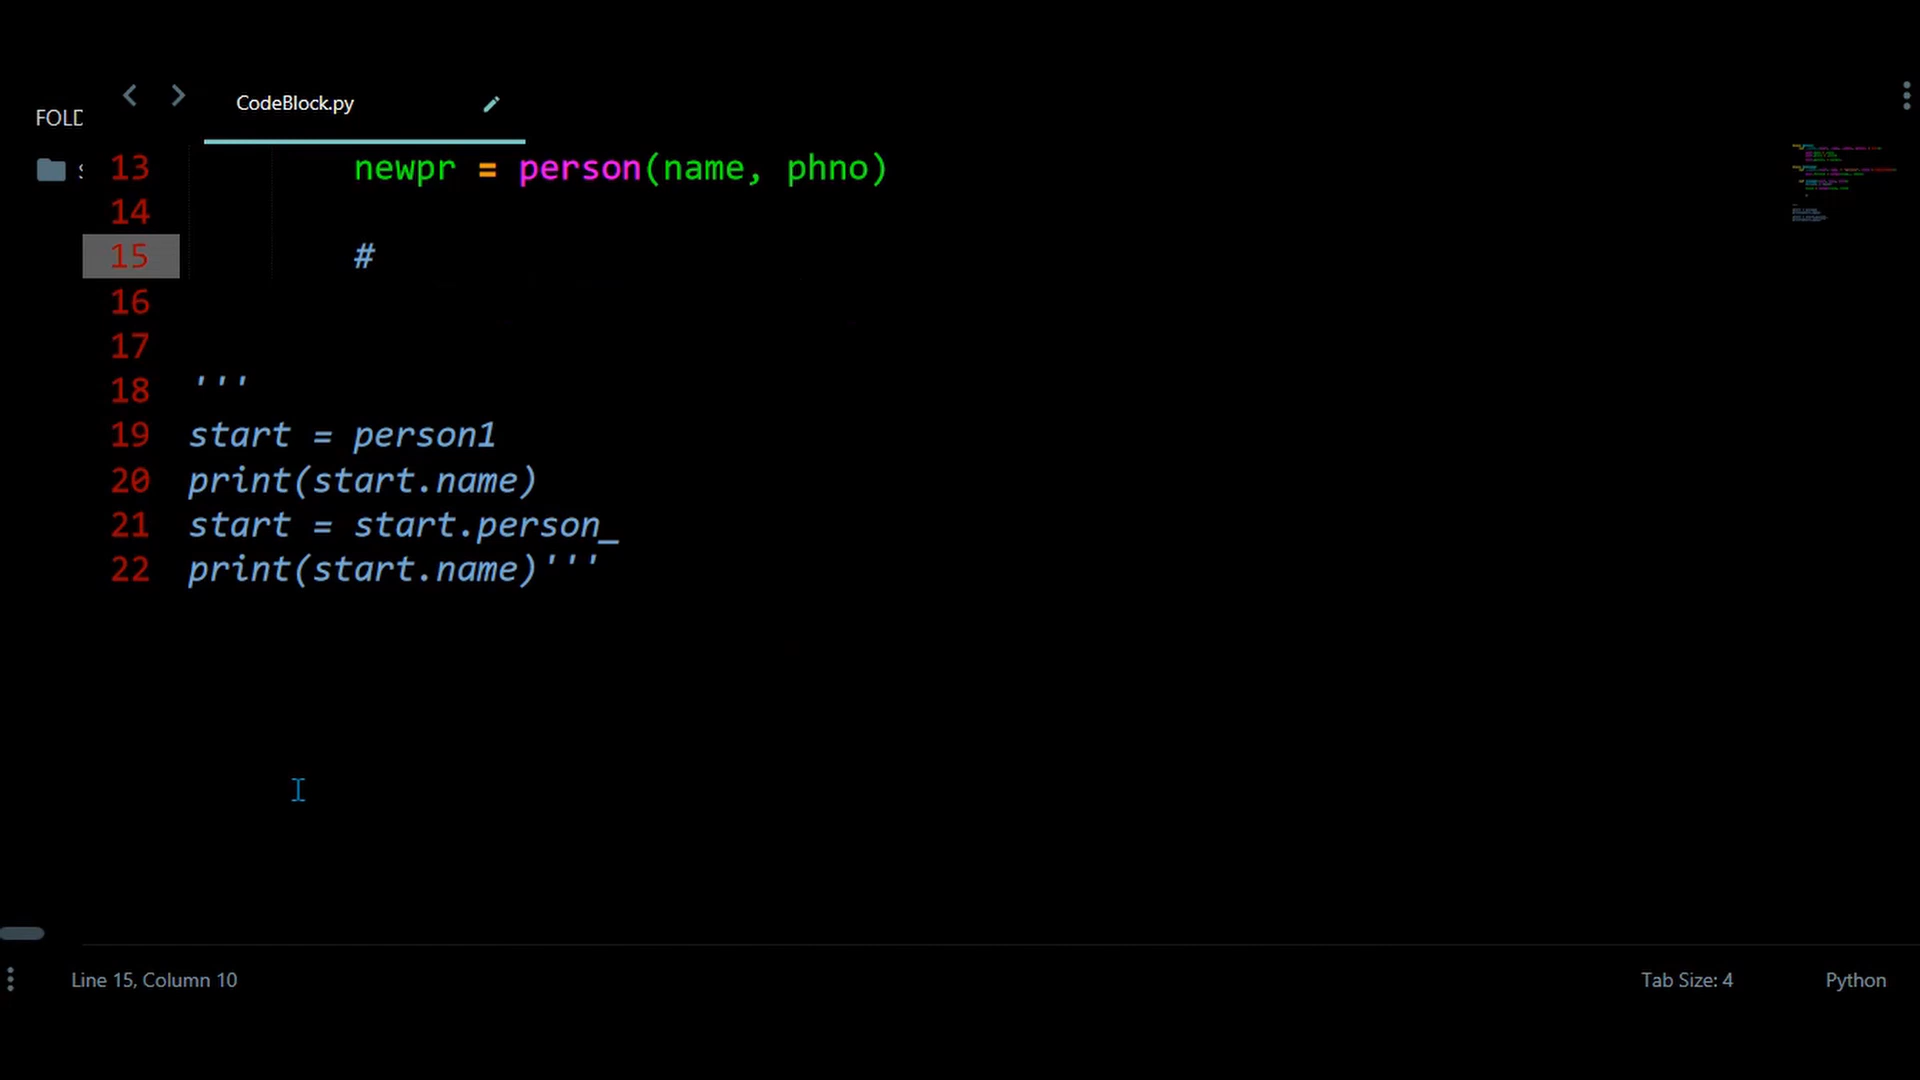 CodeBlock.py
FOLD
13 newpr = person(name, phno)
14
15 #
16
17
18 '''
19 start = person1
20 print(start.name)
21 start = start.person_
22 print(start.name)'''
Line 15, Column 10
Tab Size: 4
Python